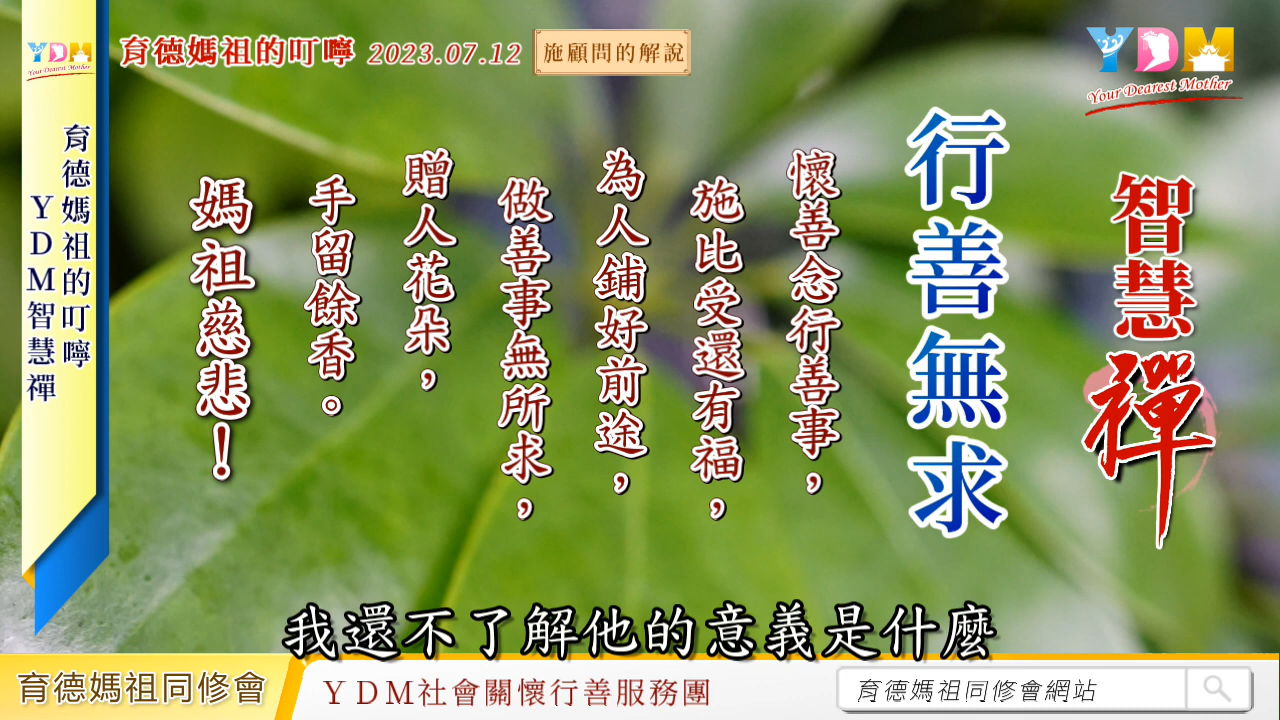 育德媽祖的叮嚀 2023.07.12 施顧問的解說
YDM
Your Dearest Mother
YDM
Your Dearest Mother
育德媽祖的叮嚀
YDM智慧禪
智慧禪
行善無求
懷善念行善事，
施比受還有福，
為人鋪好前途，
做善事無所求，
贈人花朵，
手留餘香。
媽祖慈悲！
我還不了解他的意義是什麼
育德媽祖同修會
YDM社會關懷行善服務團
育德媽祖同修會網站